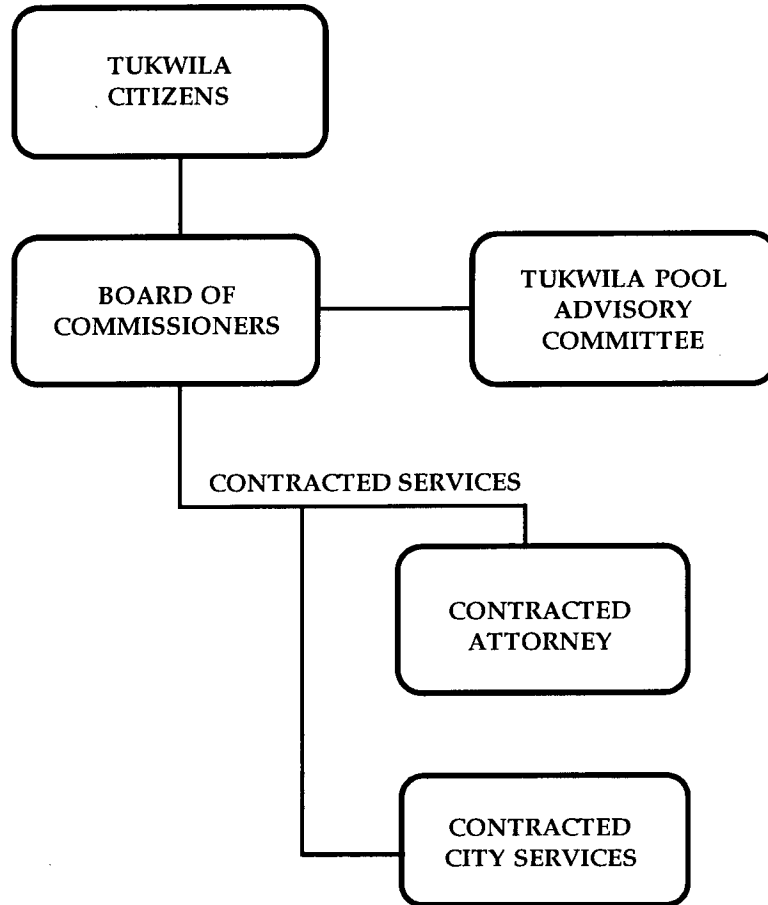 TUKWILA
CITIZENS
BOARD OF
COMMISSIONERS
TUKWILA POOL
ADVISORY
COMMITTEE
CONTRACTED SERVICES
CONTRACTED
ATTORNEY
CONTRACTED
CITY SERVICES